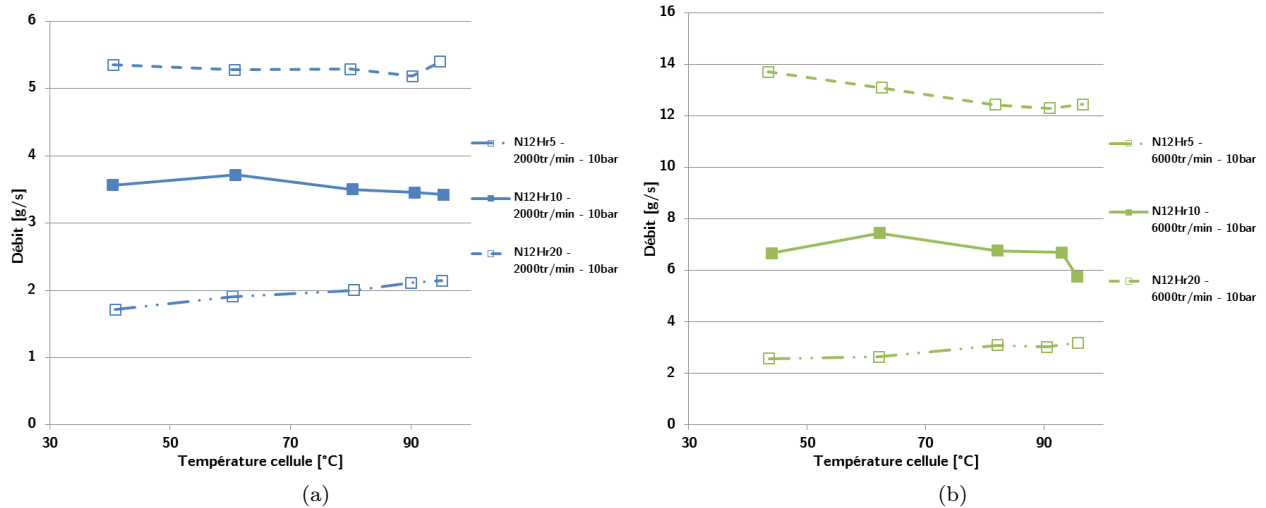 6
5
4
3
2
1
0
Débit [g/s]
30
50
70
90
Température cellule [°C]
N12Hr5 -
2000tr/min - 10bar
N12Hr10 -
2000tr/min - 10bar
N12Hr20 -
2000tr/min - 10bar
(a)
16
14
12
10
8
6
4
2
0
Débit [g/s]
30
50
70
90
Température cellule [°C]
N12Hr5 -
6000tr/min - 10bar
N12Hr10 -
6000tr/min - 10bar
N12Hr20 -
6000tr/min - 10bar
(b)